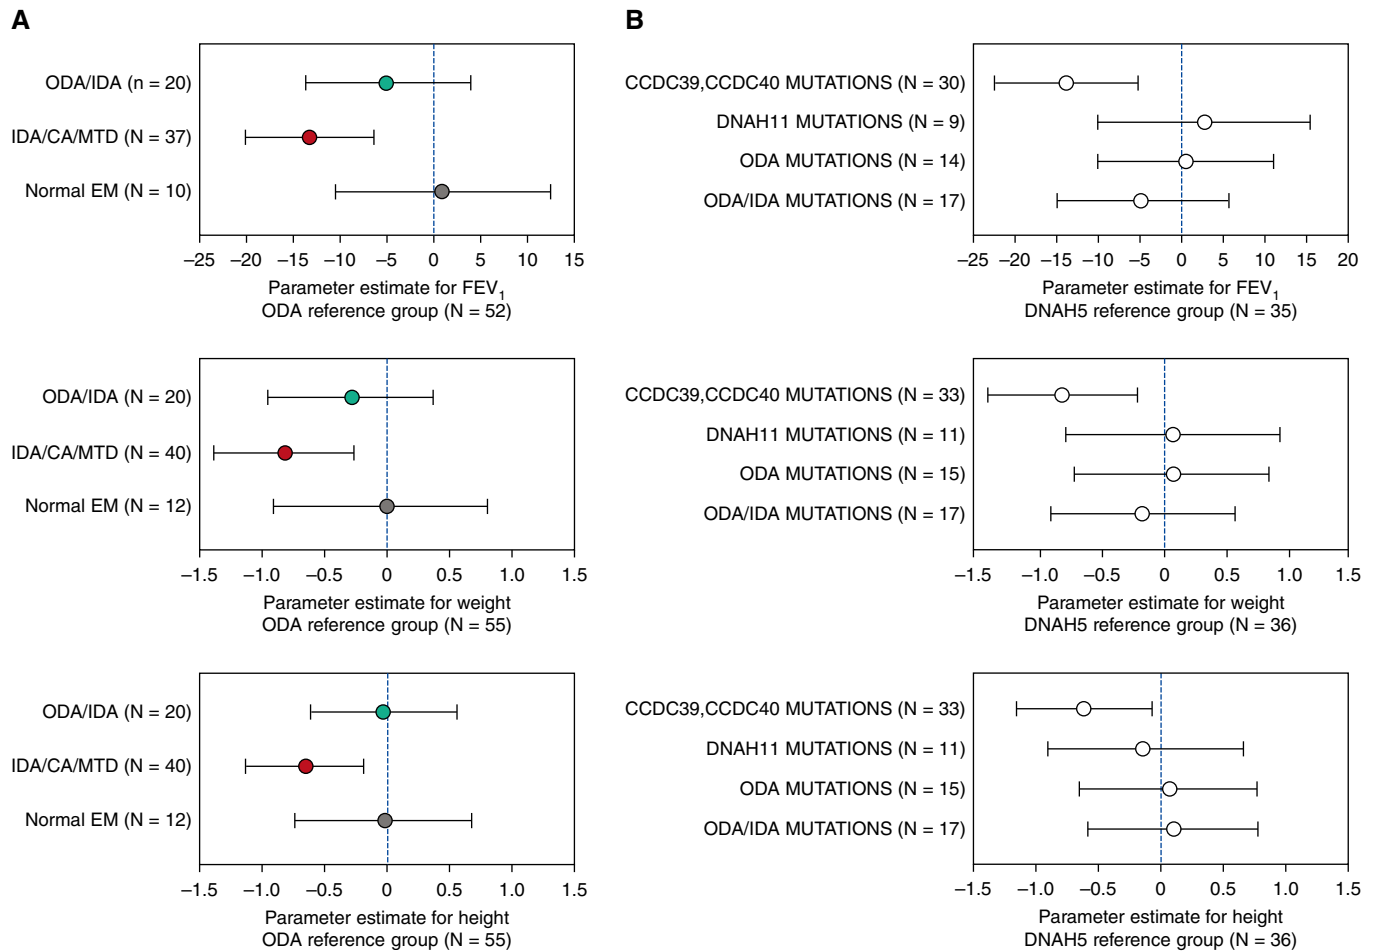 A
ODA/IDA (n = 20)
IDA/CA/MTD (N = 37)
Normal EM (N = 10)
–25 –20 –15 –10 –5 0 5 10 15
Parameter estimate for FEV1
ODA reference group (N = 52)
ODA/IDA (N = 20)
IDA/CA/MTD (N = 40)
Normal EM (N = 12)
–1.5 –1.0 –0.5 0 0.5 1.0 1.5
Parameter estimate for weight
ODA reference group (N = 55)
ODA/IDA (N = 20)
IDA/CA/MTD (N = 40)
Normal EM (N = 12)
–1.5 –1.0 –0.5 0 0.5 1.0 1.5
Parameter estimate for height
ODA reference group (N = 55)
B
CCDC39,CCDC40 MUTATIONS (N = 30)
DNAH11 MUTATIONS (N = 9)
ODA MUTATIONS (N = 14)
ODA/IDA MUTATIONS (N = 17)
–25 –20 –15 –10 –5 0 5 10 15 20
Parameter estimate for FEV1
DNAH5 reference group (N = 35)
CCDC39,CCDC40 MUTATIONS (N = 33)
DNAH11 MUTATIONS (N = 11)
ODA MUTATIONS (N = 15)
ODA/IDA MUTATIONS (N = 17)
–1.5 –1.0 –0.5 0 0.5 1.0 1.5
Parameter estimate for weight
DNAH5 reference group (N = 36)
CCDC39,CCDC40 MUTATIONS (N = 33)
DNAH11 MUTATIONS (N = 11)
ODA MUTATIONS (N = 15)
ODA/IDA MUTATIONS (N = 17)
–1.5 –1.0 –0.5 0 0.5 1.0 1.5
Parameter estimate for height
DNAH5 reference group (N = 36)